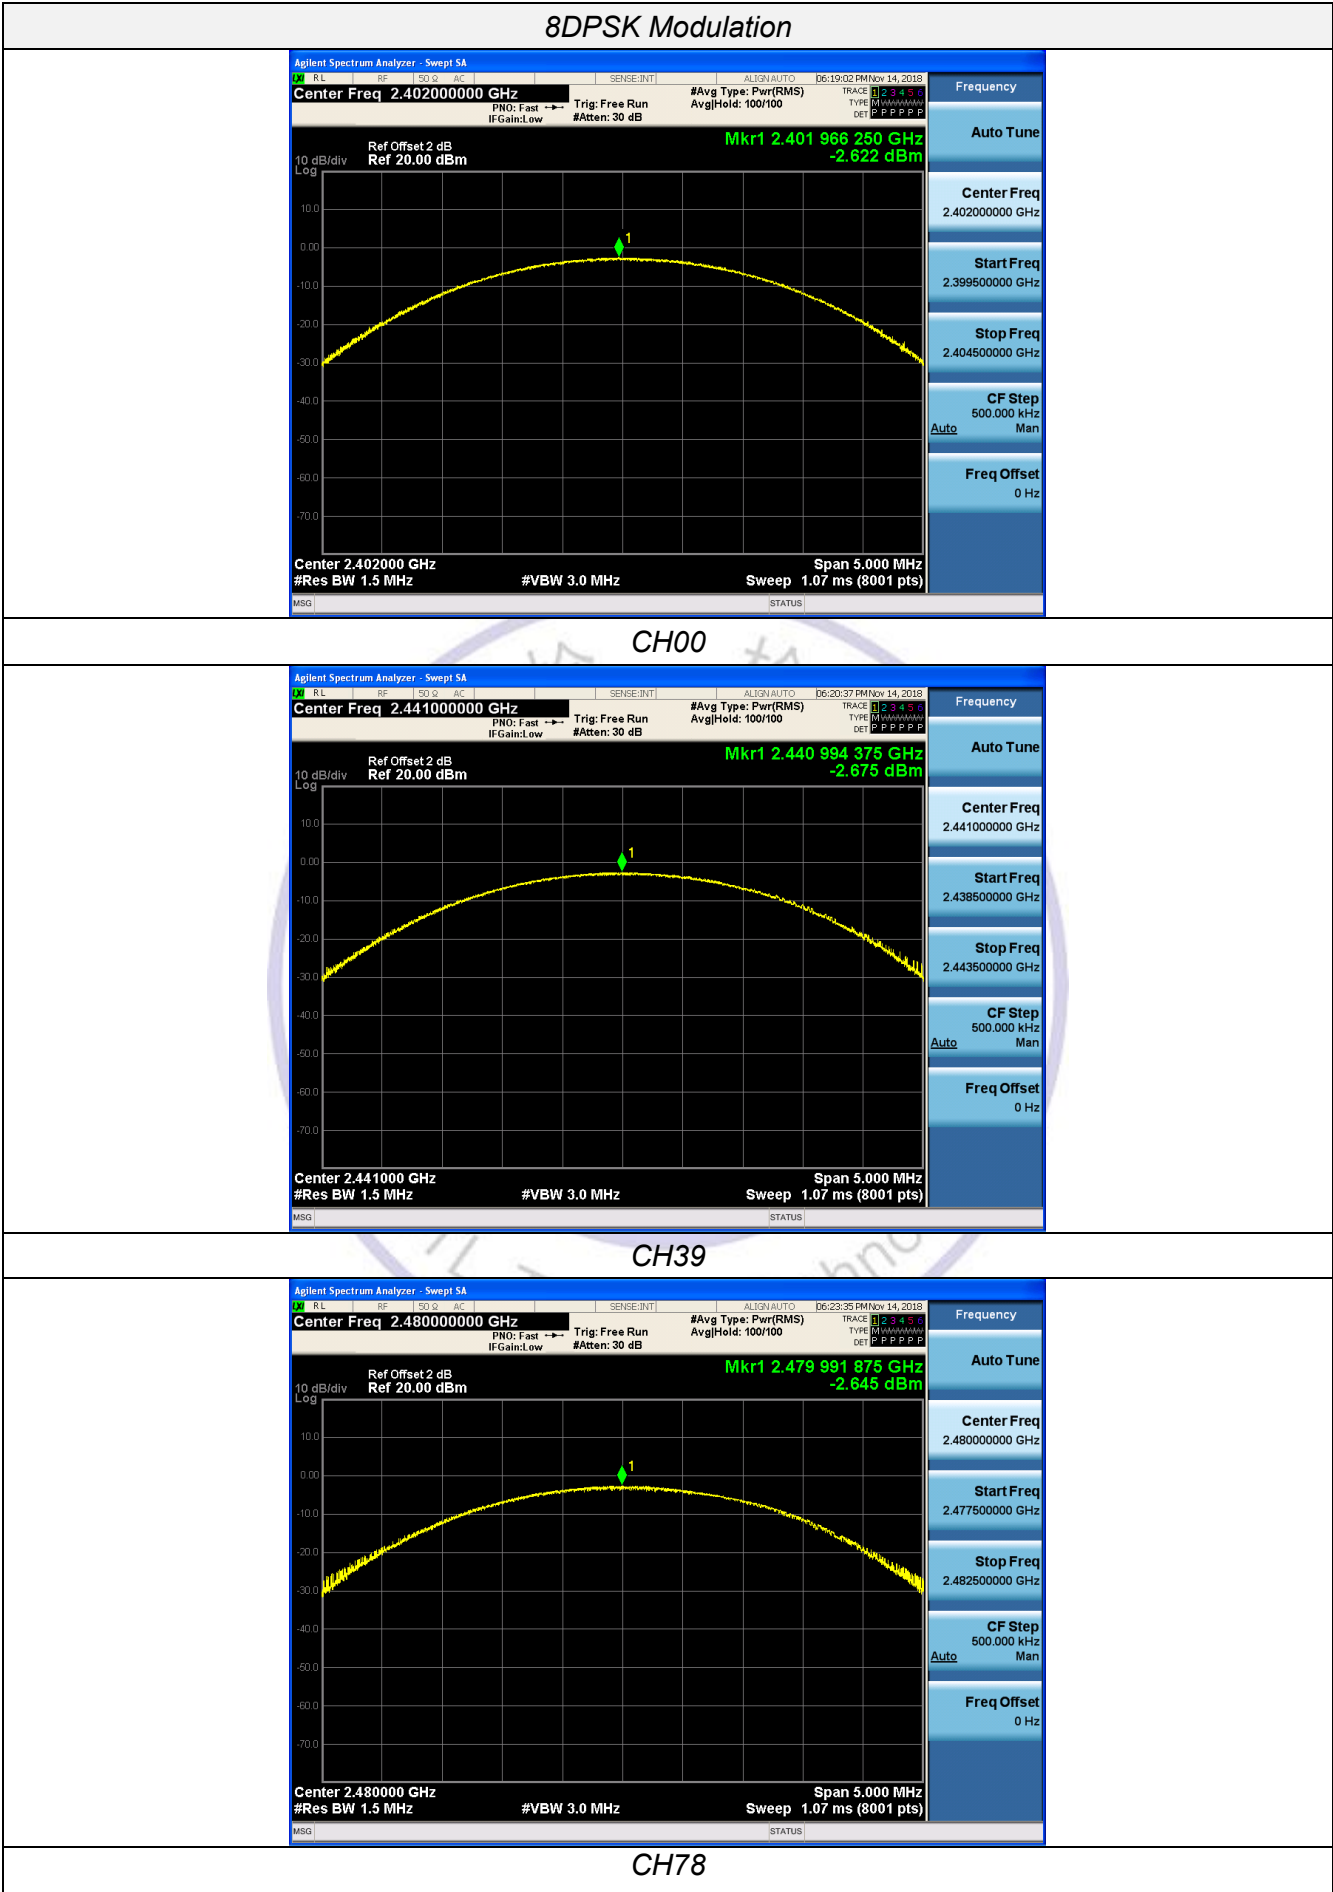 8DPSK Modulation
Agilent Spectrum Analyzer - Swept SA
LXI RL RF 50 Ω AC SENSE:INT ALIGN AUTO 06:19:02 PM Nov 14, 2018
Center Freq 2.402000000 GHz
PNO: Fast
IFGain:Low
Trig: Free Run
#Atten: 30 dB
#Avg Type: Pwr(RMS)
Avg|Hold: 100/100
TRACE 1 2 3 4 5 6
TYPE M W W W W W
DET P P P P P P
Ref Offset 2 dB
10 dB/div Ref 20.00 dBm
Log
Mkr1 2.401 966 250 GHz
-2.622 dBm
10.0
0.00
-10.0
-20.0
-30.0
-40.0
-50.0
-60.0
-70.0
1
Center 2.402000 GHz Span 5.000 MHz
#Res BW 1.5 MHz #VBW 3.0 MHz Sweep 1.07 ms (8001 pts)
MSG STATUS
Frequency
Auto Tune
Center Freq
2.402000000 GHz
Start Freq
2.399500000 GHz
Stop Freq
2.404500000 GHz
CF Step
500.000 kHz
Auto Man
Freq Offset
0 Hz
CH00
Agilent Spectrum Analyzer - Swept SA
LXI RL RF 50 Ω AC SENSE:INT ALIGN AUTO 06:20:37 PM Nov 14, 2018
Center Freq 2.441000000 GHz
PNO: Fast
IFGain:Low
Trig: Free Run
#Atten: 30 dB
#Avg Type: Pwr(RMS)
Avg|Hold: 100/100
TRACE 1 2 3 4 5 6
TYPE M W W W W W
DET P P P P P P
Ref Offset 2 dB
10 dB/div Ref 20.00 dBm
Log
Mkr1 2.440 994 375 GHz
-2.675 dBm
10.0
0.00
-10.0
-20.0
-30.0
-40.0
-50.0
-60.0
-70.0
1
Center 2.441000 GHz Span 5.000 MHz
#Res BW 1.5 MHz #VBW 3.0 MHz Sweep 1.07 ms (8001 pts)
MSG STATUS
Frequency
Auto Tune
Center Freq
2.441000000 GHz
Start Freq
2.438500000 GHz
Stop Freq
2.443500000 GHz
CF Step
500.000 kHz
Auto Man
Freq Offset
0 Hz
CH39
Agilent Spectrum Analyzer - Swept SA
LXI RL RF 50 Ω AC SENSE:INT ALIGN AUTO 06:23:35 PM Nov 14, 2018
Center Freq 2.480000000 GHz
PNO: Fast
IFGain:Low
Trig: Free Run
#Atten: 30 dB
#Avg Type: Pwr(RMS)
Avg|Hold: 100/100
TRACE 1 2 3 4 5 6
TYPE M W W W W W
DET P P P P P P
Ref Offset 2 dB
10 dB/div Ref 20.00 dBm
Log
Mkr1 2.479 991 875 GHz
-2.645 dBm
10.0
0.00
-10.0
-20.0
-30.0
-40.0
-50.0
-60.0
-70.0
1
Center 2.480000 GHz Span 5.000 MHz
#Res BW 1.5 MHz #VBW 3.0 MHz Sweep 1.07 ms (8001 pts)
MSG STATUS
Frequency
Auto Tune
Center Freq
2.480000000 GHz
Start Freq
2.477500000 GHz
Stop Freq
2.482500000 GHz
CF Step
500.000 kHz
Auto Man
Freq Offset
0 Hz
CH78